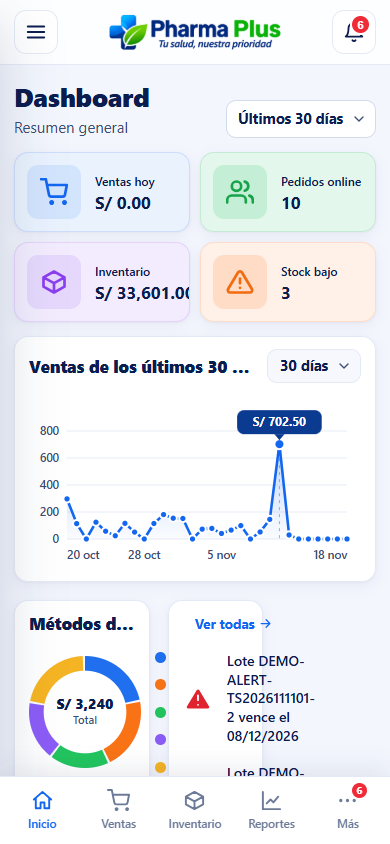 Pharma Plus
Tu salud, nuestra prioridad
6
Dashboard
Resumen general
Últimos 30 días
Ventas hoy
S/ 0.00
Pedidos online
10
Inventario
S/ 33,601.00
Stock bajo
3
Ventas de los últimos 30 ...
30 días
S/ 702.50
800
600
400
200
0
20 oct
28 oct
5 nov
18 nov
Métodos d...
S/ 3,240
Total
Ver todas →
Lote DEMO-
ALERT-
TS2026111101-
2 vence el
08/12/2026
Lote DEMO-
Inicio
Ventas
Inventario
Reportes
6
Más